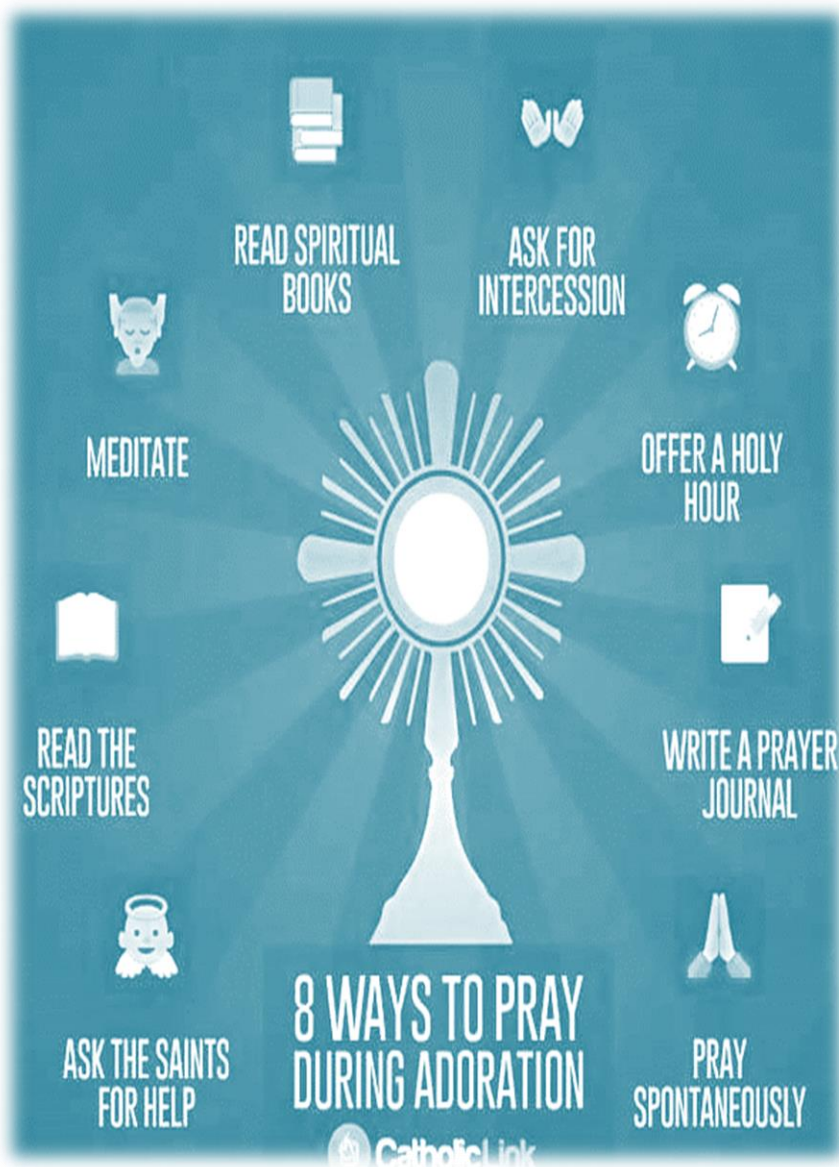 READ SPIRITUAL
BOOKS
ASK FOR
INTERCESSION
MEDITATE
OFFER A HOLY
HOUR
READ THE
SCRIPTURES
WRITE A PRAYER
JOURNAL
ASK THE SAINTS
FOR HELP
8 WAYS TO PRAY
DURING ADORATION
PRAY
SPONTANEOUSLY
CatholicLink